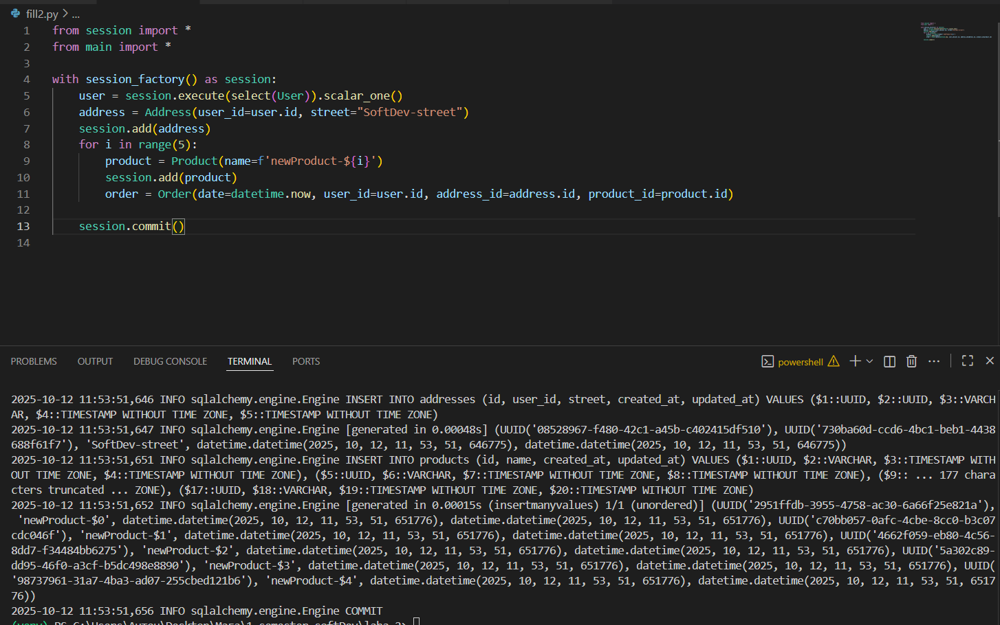 fill2.py > ...
1 from session import *
2 from main import *
3
4 with session_factory() as session:
5 user = session.execute(select(User)).scalar_one()
6 address = Address(user_id=user.id, street="SoftDev-street")
7 session.add(address)
8 for i in range(5):
9 product = Product(name=f'newProduct-${i}')
10 session.add(product)
11 order = Order(date=datetime.now, user_id=user.id, address_id=address.id, product_id=product.id)
12
13 session.commit()
14
PROBLEMS OUTPUT DEBUG CONSOLE TERMINAL PORTS powershell
2025-10-12 11:53:51,646 INFO sqlalchemy.engine.Engine INSERT INTO addresses (id, user_id, street, created_at, updated_at) VALUES ($1::UUID, $2::UUID, $3::VARCH
AR, $4::TIMESTAMP WITHOUT TIME ZONE, $5::TIMESTAMP WITHOUT TIME ZONE)
2025-10-12 11:53:51,647 INFO sqlalchemy.engine.Engine [generated in 0.00048s] (UUID('08528967-f480-42c1-a45b-c402415df510'), UUID('730ba60d-ccd6-4bc1-beb1-4438
688f61f7'), 'SoftDev-street', datetime.datetime(2025, 10, 12, 11, 53, 51, 646775), datetime.datetime(2025, 10, 12, 11, 53, 51, 646775))
2025-10-12 11:53:51,651 INFO sqlalchemy.engine.Engine INSERT INTO products (id, name, created_at, updated_at) VALUES ($1::UUID, $2::VARCHAR, $3::TIMESTAMP WITH
OUT TIME ZONE, $4::TIMESTAMP WITHOUT TIME ZONE), ($5::UUID, $6::VARCHAR, $7::TIMESTAMP WITHOUT TIME ZONE, $8::TIMESTAMP WITHOUT TIME ZONE), ($9:: ... 177 chara
cters truncated ... ZONE), ($17::UUID, $18::VARCHAR, $19::TIMESTAMP WITHOUT TIME ZONE, $20::TIMESTAMP WITHOUT TIME ZONE)
2025-10-12 11:53:51,652 INFO sqlalchemy.engine.Engine [generated in 0.00015s (insertmanyvalues) 1/1 (unordered)] (UUID('2951ffdb-3955-4758-ac30-6a66f25e821a'),
'newProduct-$0', datetime.datetime(2025, 10, 12, 11, 53, 51, 651776), datetime.datetime(2025, 10, 12, 11, 53, 51, 651776), UUID('c70bb057-0afc-4cbe-8cc0-b3c07
cdc046f'), 'newProduct-$1', datetime.datetime(2025, 10, 12, 11, 53, 51, 651776), datetime.datetime(2025, 10, 12, 11, 53, 51, 651776), UUID('4662f059-eb80-4c56-
8dd7-f34484bb6275'), 'newProduct-$2', datetime.datetime(2025, 10, 12, 11, 53, 51, 651776), datetime.datetime(2025, 10, 12, 11, 53, 51, 651776), UUID('5a302c89-
dd95-46f0-a3cf-b5dc498e8890'), 'newProduct-$3', datetime.datetime(2025, 10, 12, 11, 53, 51, 651776), datetime.datetime(2025, 10, 12, 11, 53, 51, 651776), UUID(
'98737961-31a7-4ba3-ad07-255cbed121b6'), 'newProduct-$4', datetime.datetime(2025, 10, 12, 11, 53, 51, 651776), datetime.datetime(2025, 10, 12, 11, 53, 51, 6517
76))
2025-10-12 11:53:51,656 INFO sqlalchemy.engine.Engine COMMIT